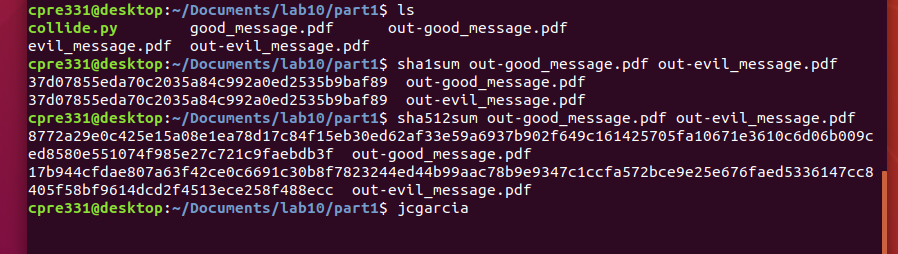 cpre331@desktop:~/Documents/lab10/part1$ ls
collide.py        good_message.pdf      out-good_message.pdf
evil_message.pdf  out-evil_message.pdf
cpre331@desktop:~/Documents/lab10/part1$ sha1sum out-good_message.pdf out-evil_message.pdf
37d07855eda70c2035a84c992a0ed2535b9baf89  out-good_message.pdf
37d07855eda70c2035a84c992a0ed2535b9baf89  out-evil_message.pdf
cpre331@desktop:~/Documents/lab10/part1$ sha512sum out-good_message.pdf out-evil_message.pdf
8772a29e0c425e15a08e1ea78d17c84f15eb30ed62af33e59a6937b902f649c161425705fa10671e3610c6d06b009c
ed8580e551074f985e27c721c9faebdb3f  out-good_message.pdf
17b944cfdae807a63f42ce0c6691c30b8f7823244ed44b99aac78b9e9347c1ccfa572bce9e25e676faed5336147cc8
405f58bf9614dcd2f4513ece258f488ecc  out-evil_message.pdf
cpre331@desktop:~/Documents/lab10/part1$ jcgarcia